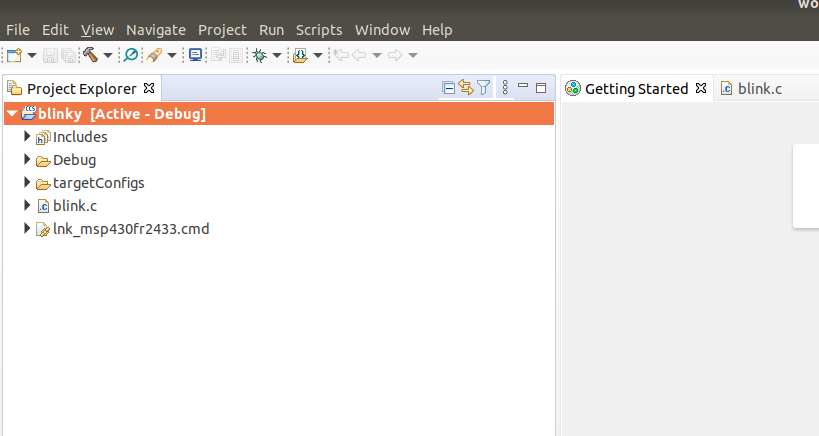 wo
File Edit View Navigate Project Run Scripts Window Help
Project Explorer
Getting Started
blink.c
blinky [Active - Debug]
Includes
Debug
targetConfigs
blink.c
lnk_msp430fr2433.cmd